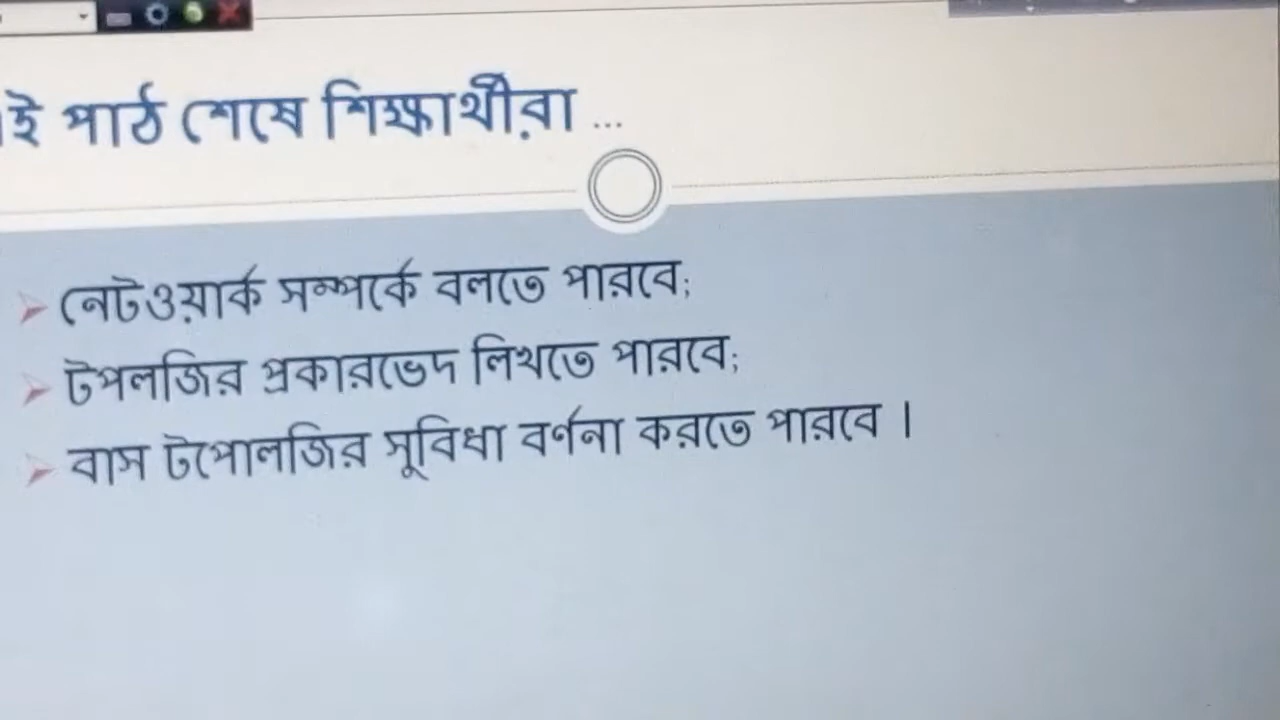 ই পাঠ শেষে শিক্ষার্থীরা ...
নেটওয়ার্ক সম্পর্কে বলতে পারবে;
টপলজির প্রকারভেদ লিখতে পারবে;
বাস টপোলজির সুবিধা বর্ণনা করতে পারবে ।